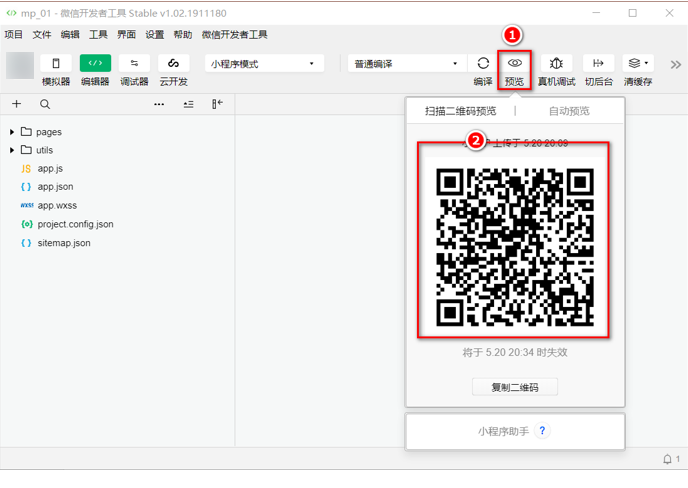 mp_01 - 微信开发者工具 Stable v1.02.1911180
项目 文件 编辑 工具 界面 设置 帮助 微信开发者工具
1
小程序模式 普通编译
模拟器 编辑器 调试器 云开发 编译 预览 真机调试 切后台 清缓存
扫描二维码预览 | 自动预览
2
上传于 5.20 20:09
pages
utils
JS app.js
{ } app.json
WXSS app.wxss
{o} project.config.json
{ } sitemap.json
将于 5.20 20:34 时失效
复制二维码
小程序助手 ?
1